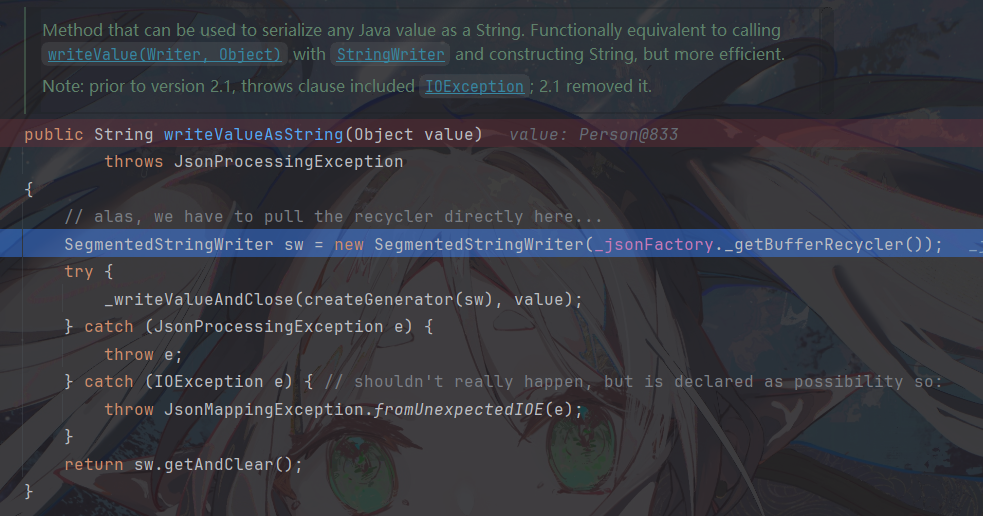 Method that can be used to serialize any Java value as a String. Functionally equivalent to calling
writeValue(Writer, Object) with StringWriter and constructing String, but more efficient.
Note: prior to version 2.1, throws clause included IOException; 2.1 removed it.
public String writeValueAsString(Object value)   value: Person@833
        throws JsonProcessingException
{
    // alas, we have to pull the recycler directly here...
    SegmentedStringWriter sw = new SegmentedStringWriter(_jsonFactory._getBufferRecycler());
    try {
        _writeValueAndClose(createGenerator(sw), value);
    } catch (JsonProcessingException e) {
        throw e;
    } catch (IOException e) { // shouldn't really happen, but is declared as possibility so:
        throw JsonMappingException.fromUnexpectedIOE(e);
    }
    return sw.getAndClear();
}